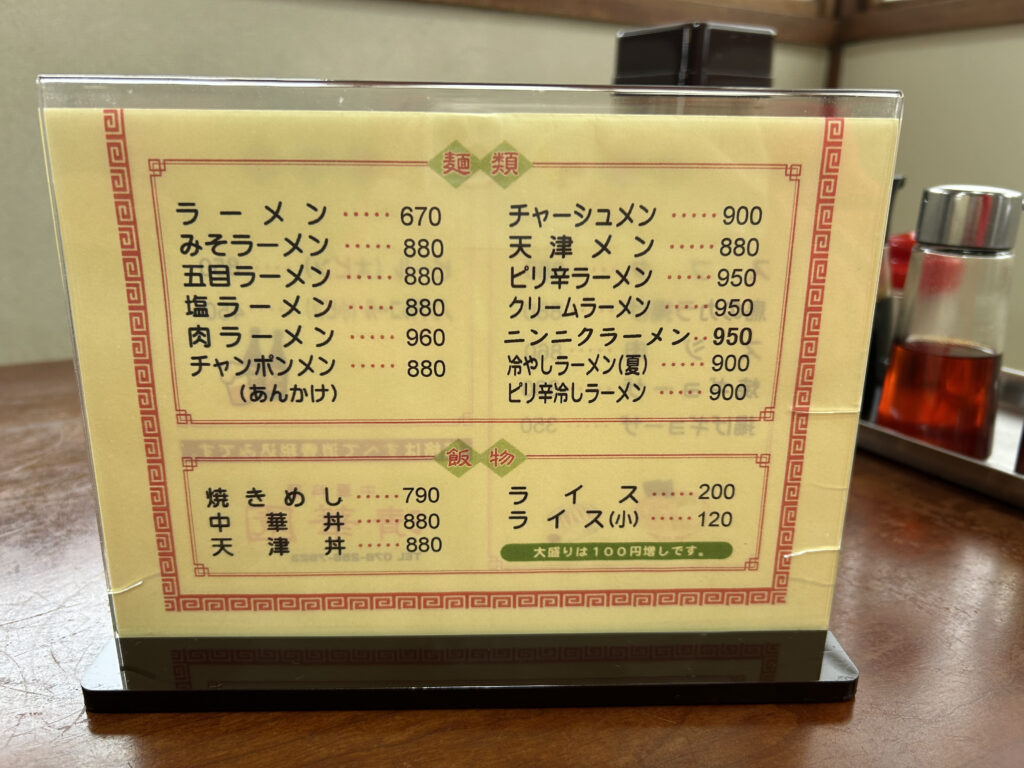 麺類
ラーメン・・・・・670
みそラーメン・・・・・880
五目ラーメン・・・・・880
塩ラーメン・・・・・880
肉ラーメン・・・・・960
チャンポンメン・・・・・880
(あんかけ)
チャーシュメン・・・・・900
天津メン・・・・・880
ピリ辛ラーメン・・・・・950
クリームラーメン・・・・950
ニンニクラーメン・・950
冷やしラーメン(夏)・・・・・900
ピリ辛冷しラーメン・・・・・900
飯物
焼きめし・・・・・790
中華丼・・・・・880
天津丼・・・・・880
ライス・・・・・200
ライス(小)・・・・・120
大盛りは100円増しです。